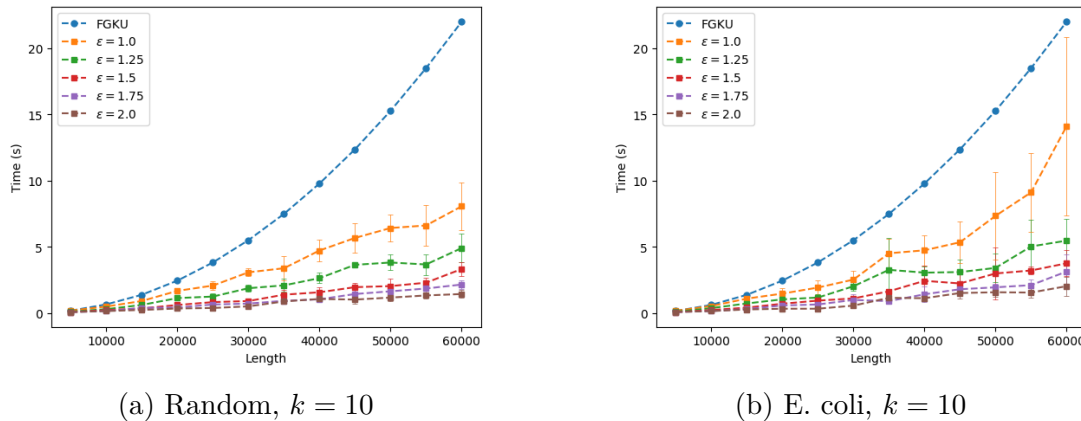 FGKU
ε = 1.0
ε = 1.25
ε = 1.5
ε = 1.75
ε = 2.0
20
15
10
5
0
Time (s)
10000 20000 30000 40000 50000 60000
Length
(a) Random, k = 10
FGKU
ε = 1.0
ε = 1.25
ε = 1.5
ε = 1.75
ε = 2.0
20
15
10
5
0
Time (s)
10000 20000 30000 40000 50000 60000
Length
(b) E. coli, k = 10